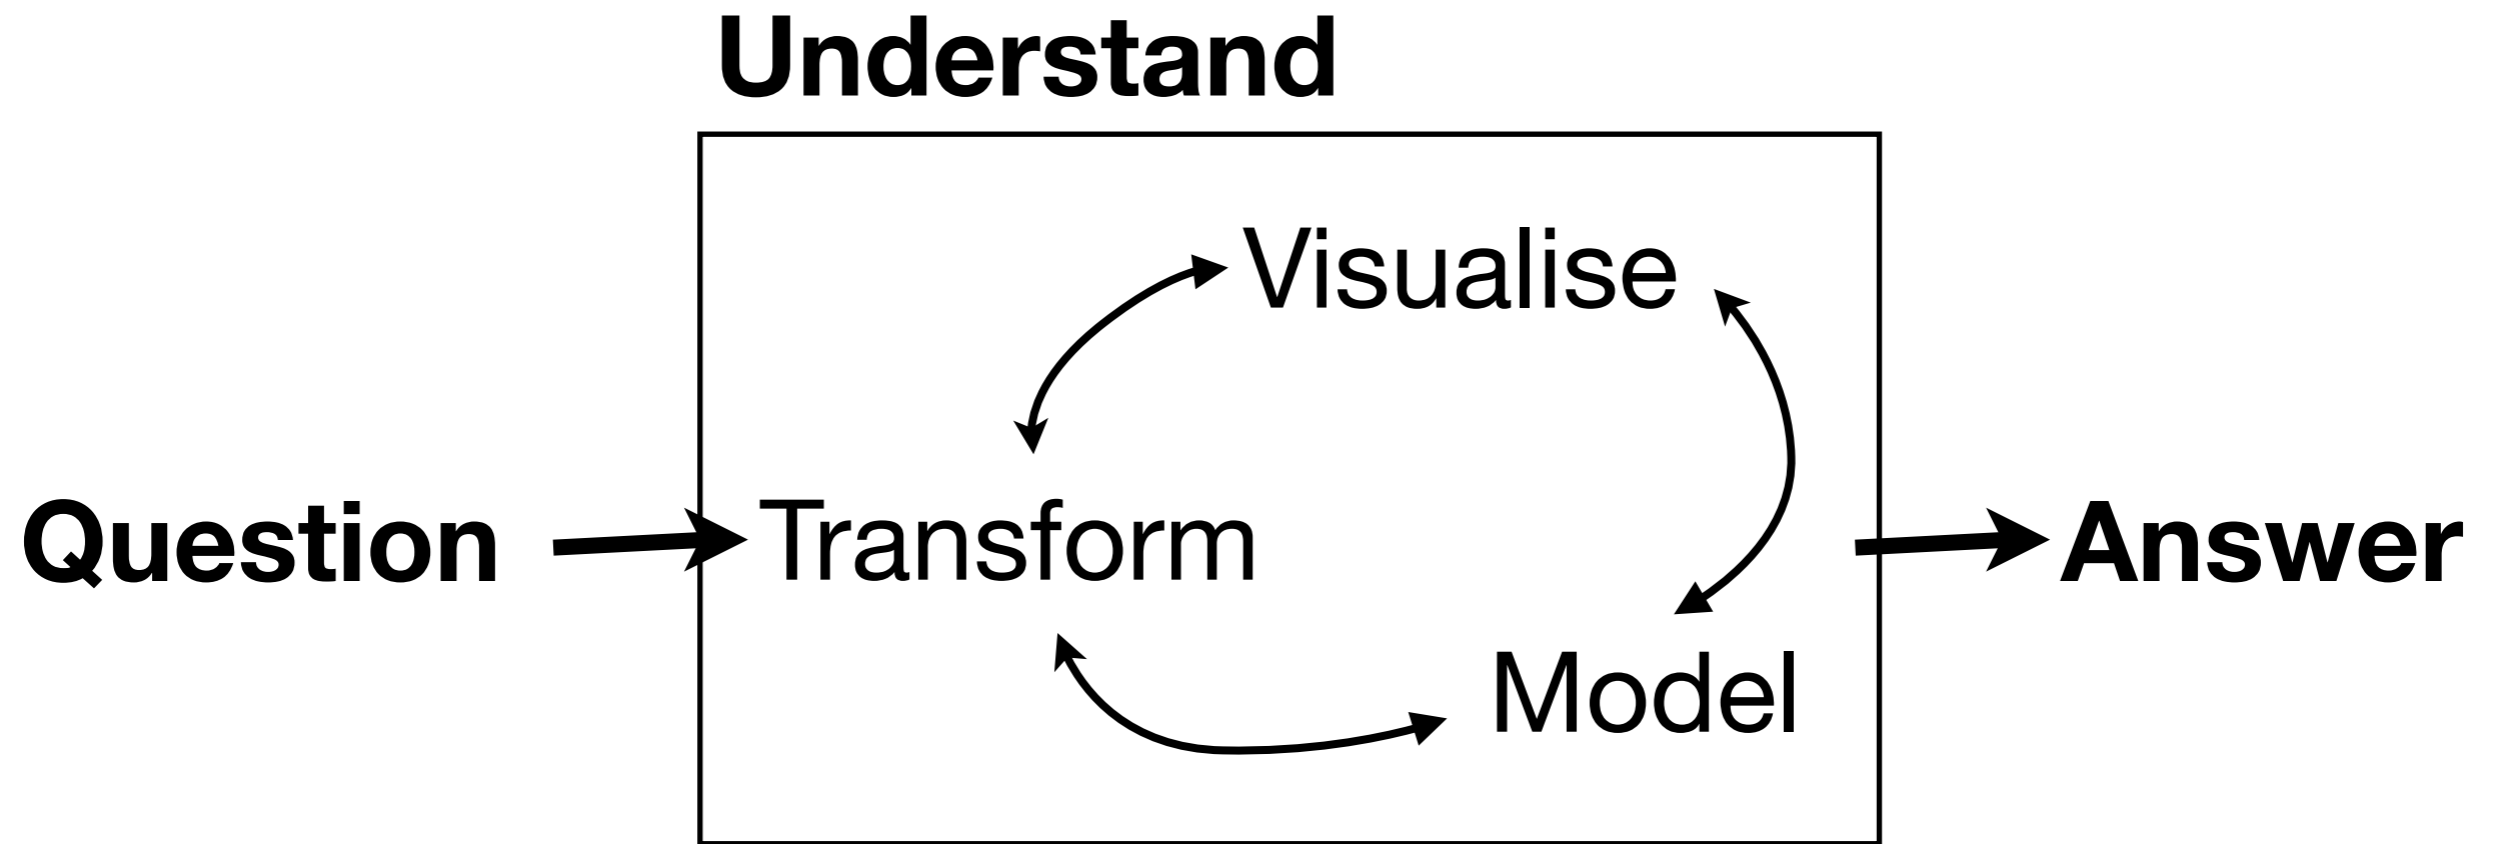 Understand
Visualise
Question
Transform
Answer
Model